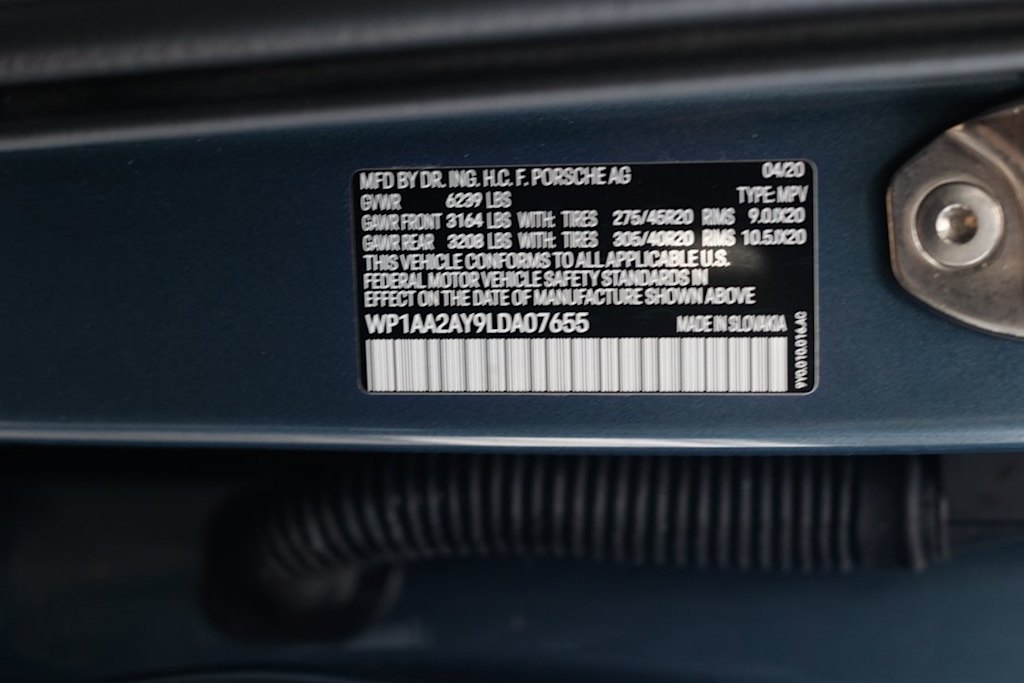 MFD BY DR. ING. H.C. F. PORSCHE AG 04/20
GVWR 6239 LBS TYPE: MPV
GAWR FRONT 3164 LBS WITH: TIRES 275/45R20 RIMS 9.0JX20
GAWR REAR 3208 LBS WITH: TIRES 305/40R20 RIMS 10.5JX20
THIS VEHICLE CONFORMS TO ALL APPLICABLE U.S.
FEDERAL MOTOR VEHICLE SAFETY STANDARDS IN
EFFECT ON THE DATE OF MANUFACTURE SHOWN ABOVE
WP1AA2AY9LDA07655 MADE IN SLOVAKIA
9Y0.010.016.AG